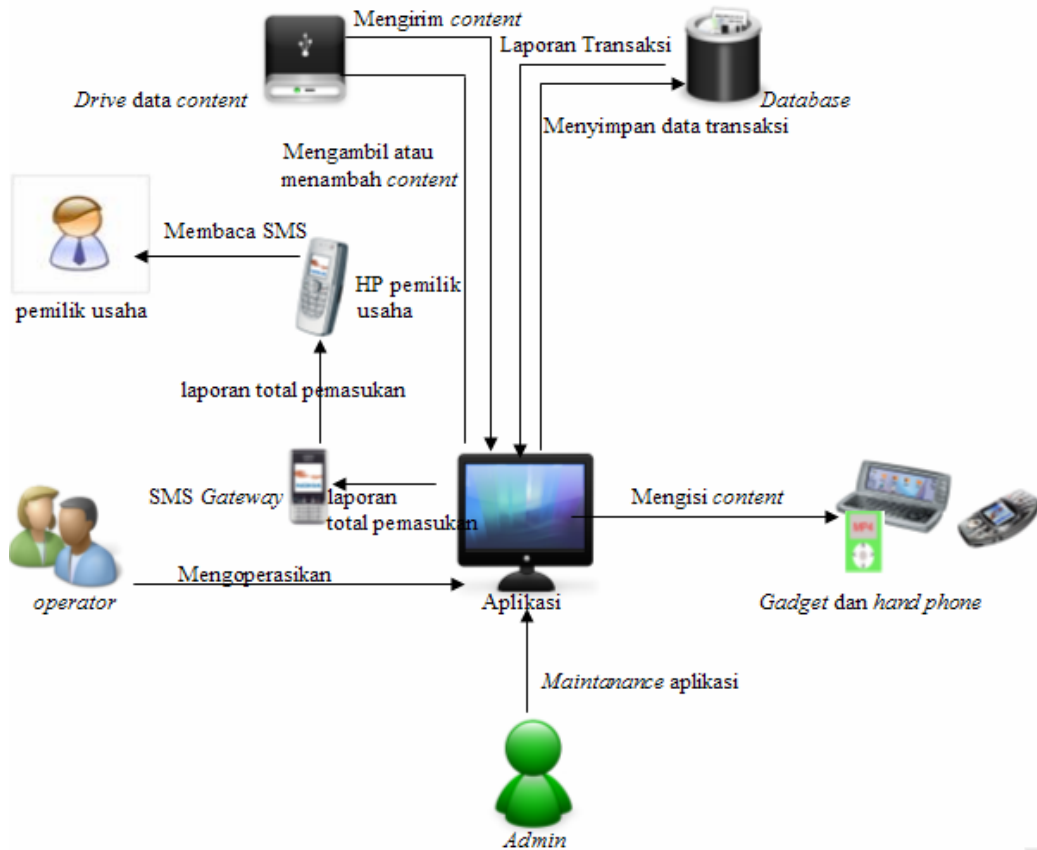 Mengirim content
Laporan Transaksi
Drive data content
Database
Menyimpan data transaksi
Mengambil atau
menambah content
Membaca SMS
HP pemilik
usaha
pemilik usaha
laporan total pemasukan
SMS Gateway
laporan
total pemasukan
Mengisi content
MP4
Mengoperasikan
operator
Aplikasi
Gadget dan hand phone
Maintanance aplikasi
Admin